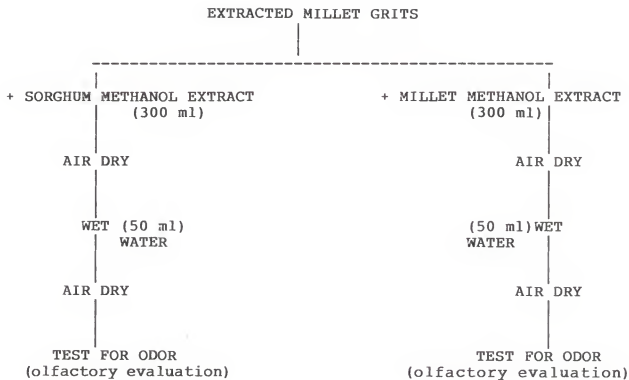 EXTRACTED MILLET GRITS
+ SORGHUM METHANOL EXTRACT
(300 ml)
AIR DRY
WET (50 ml)
WATER
AIR DRY
TEST FOR ODOR
(olfactory evaluation)
+ MILLET METHANOL EXTRACT
(300 ml)
AIR DRY
(50 ml) WET
WATER
AIR DRY
TEST FOR ODOR
(olfactory evaluation)